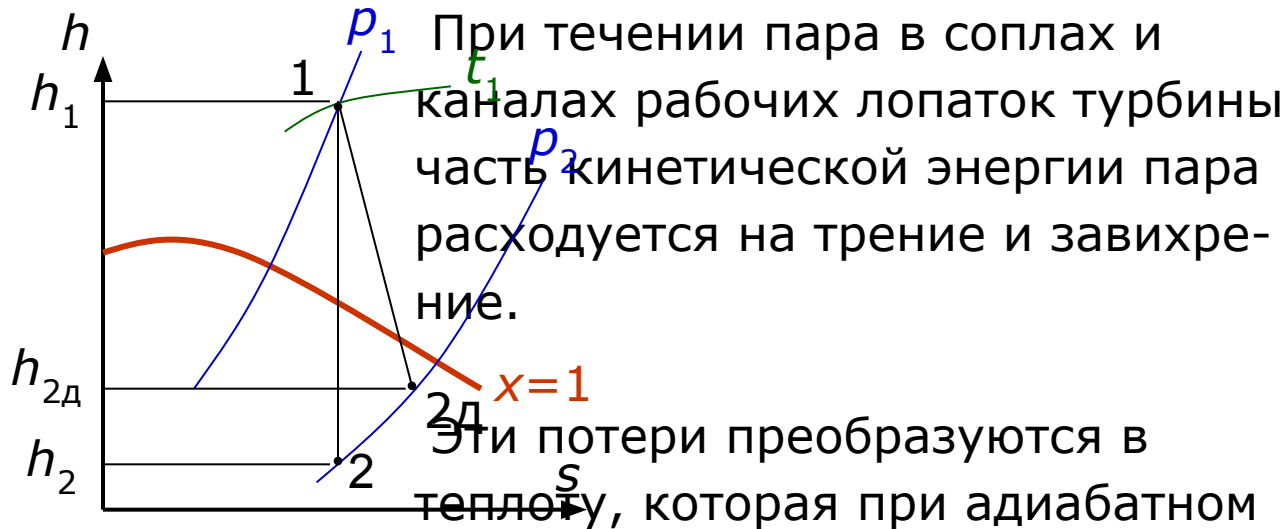 h
p1
При течении пара в соплах и
1
t1
h1
каналах рабочих лопаток турбины
p2
часть кинетической энергии пара
расходуется на трение и завихре-
ние.
h2д
x=1
2д
Эти потери преобразуются в
h2
2
s
теплоту, которая при адиабатном